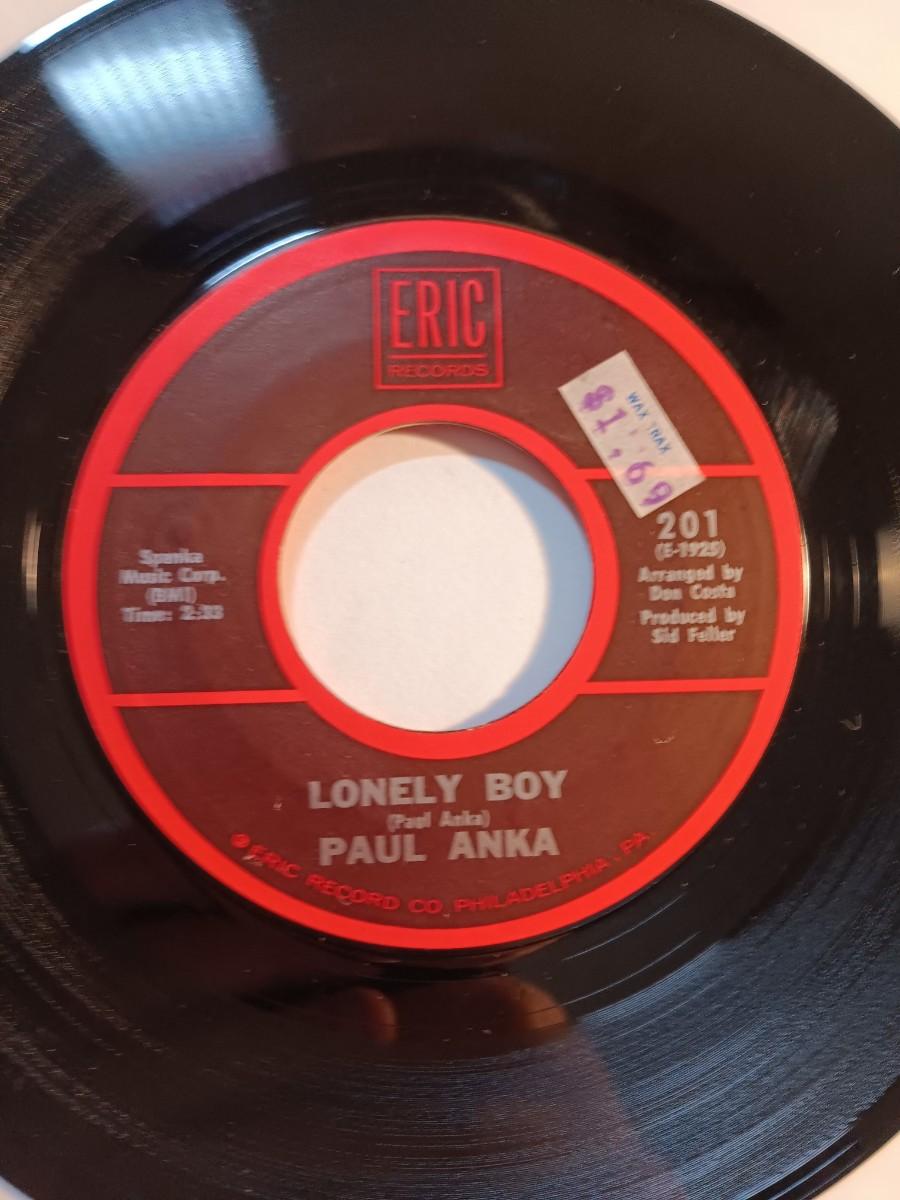 ERIC
RECORDS
WAX TRAX
$1.69
Spanka
Music Corp.
(BMI)
Time: 2:33
201
(E-1925)
Arranged by
Don Costa
Produced by
Sid Feller
LONELY BOY
(Paul Anka)
PAUL ANKA
℗ ERIC RECORD CO. PHILADELPHIA, PA.